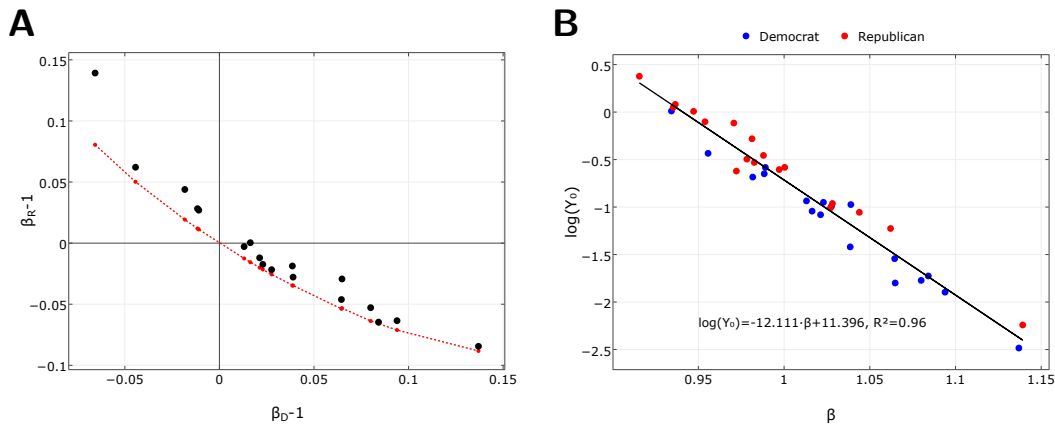 A
0.15
0.1
0.05
0
−0.05
−0.1
−0.05
0
0.05
0.1
0.15
β_R-1
β_D-1
B
Democrat
Republican
0.5
0
−0.5
−1
−1.5
−2
−2.5
0.95
1
1.05
1.1
1.15
log(Y₀)
β
log(Y₀)=-12.111·β+11.396, R²=0.96